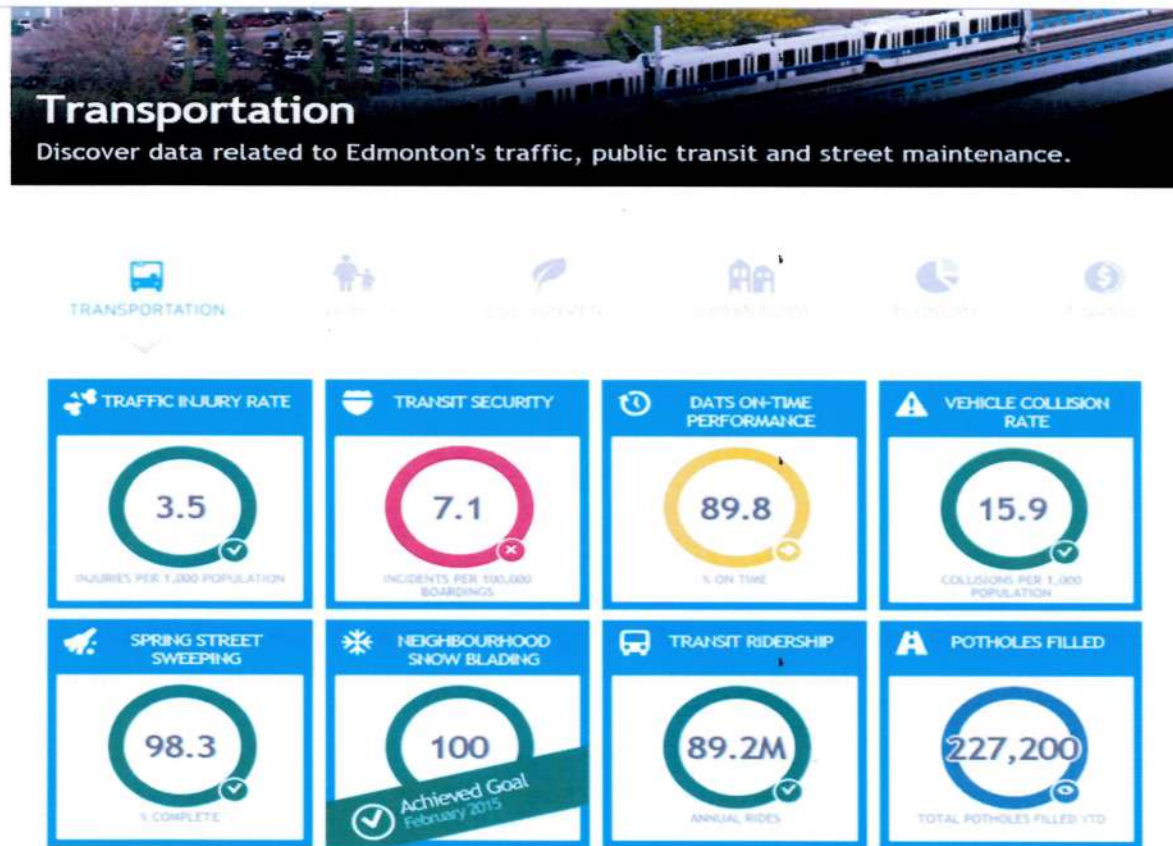 Transportation
Discover data related to Edmonton's traffic, public transit and street maintenance.
TRANSPORTATION
TRAFFIC INJURY RATE
3.5
INJURIES PER 1,000 POPULATION
TRANSIT SECURITY
7.1
INCIDENTS PER 100,000
BOARDINGS
DATS ON-TIME
PERFORMANCE
89.8
% ON TIME
VEHICLE COLLISION
RATE
15.9
COLLISIONS PER 1,000
POPULATION
SPRING STREET
SWEEPING
98.3
% COMPLETE
NEIGHBOURHOOD
SNOW BLADING
100
Achieved Goal
February 2015
TRANSIT RIDERSHIP
89.2M
ANNUAL RIDES
POTHOLES FILLED
227,200
TOTAL POTHOLES FILLED YTD